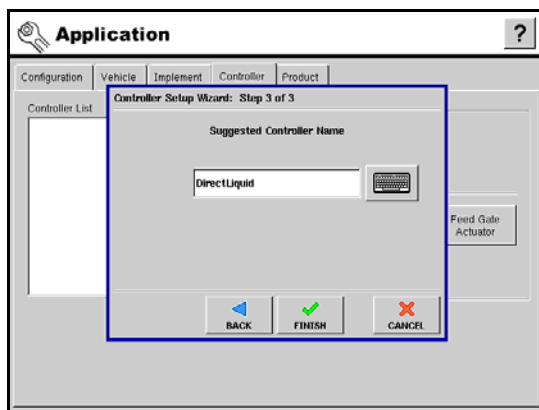 Application
?
Configuration Vehicle Implement Controller Product
Controller List
Controller Setup Wizard: Step 3 of 3
Suggested Controller Name
DirectLiquid
Feed Gate
Actuator
BACK FINISH CANCEL